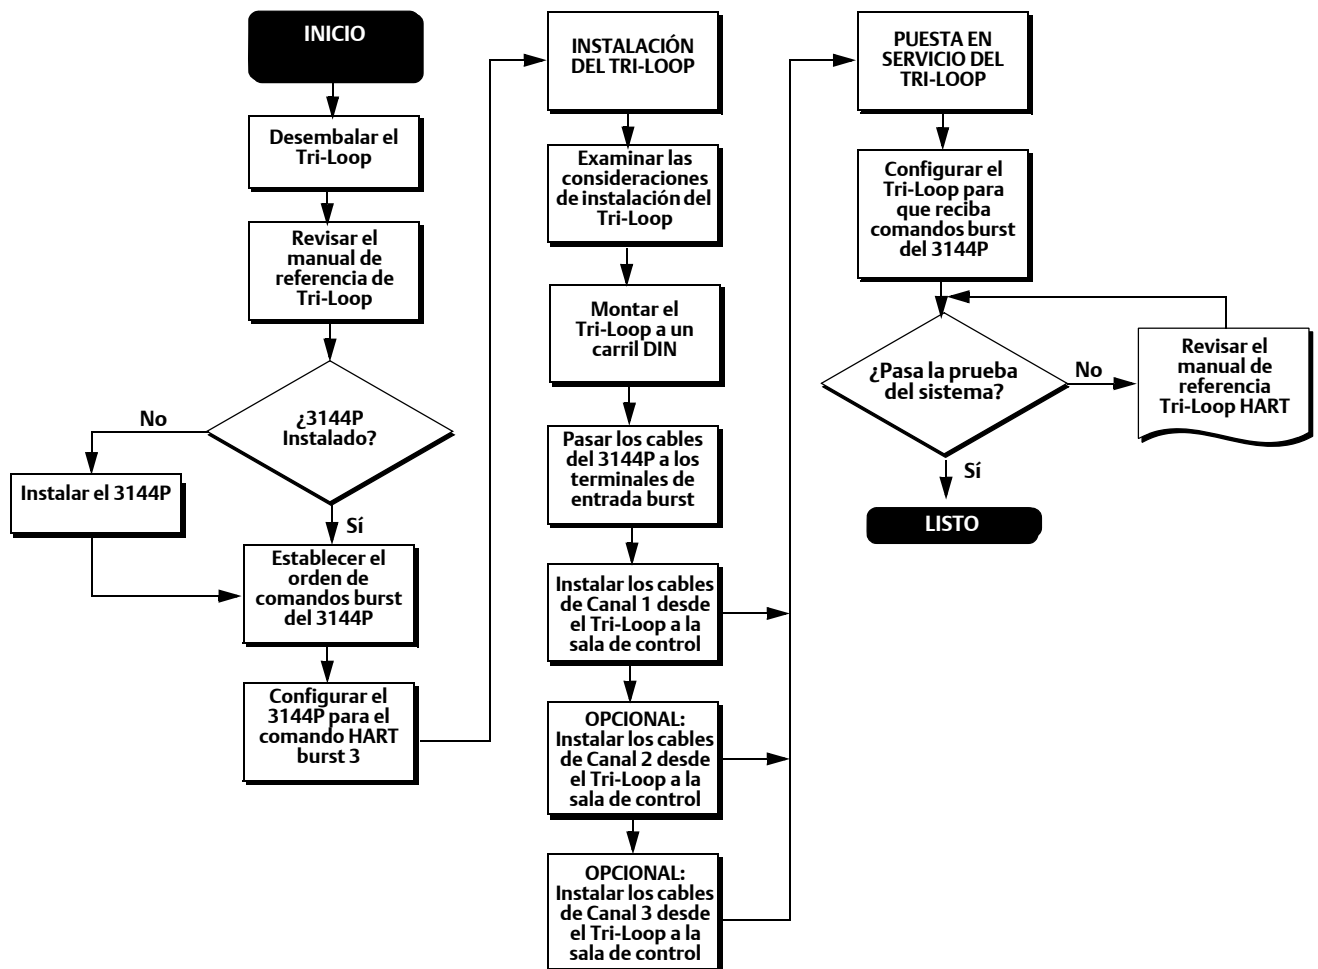 INICIO
Desembalar el
Tri-Loop
Revisar el
manual de
referencia de
Tri-Loop
¿3144P
Instalado?
No
Instalar el 3144P
Sí
Establecer el
orden de
comandos burst
del 3144P
Configurar el
3144P para el
comando HART
burst 3
INSTALACIÓN
DEL TRI-LOOP
Examinar las
consideraciones
de instalación del
Tri-Loop
Montar el
Tri-Loop a un
carril DIN
Pasar los cables
del 3144P a los
terminales de
entrada burst
Instalar los cables
de Canal 1 desde
el Tri-Loop a la
sala de control
OPCIONAL:
Instalar los cables
de Canal 2 desde
el Tri-Loop a la
sala de control
OPCIONAL:
Instalar los cables
de Canal 3 desde
el Tri-Loop a la
sala de control
PUESTA EN
SERVICIO DEL
TRI-LOOP
Configurar el
Tri-Loop para
que reciba
comandos burst
del 3144P
¿Pasa la prueba
del sistema?
No
Revisar el
manual de
referencia
Tri-Loop HART
Sí
LISTO